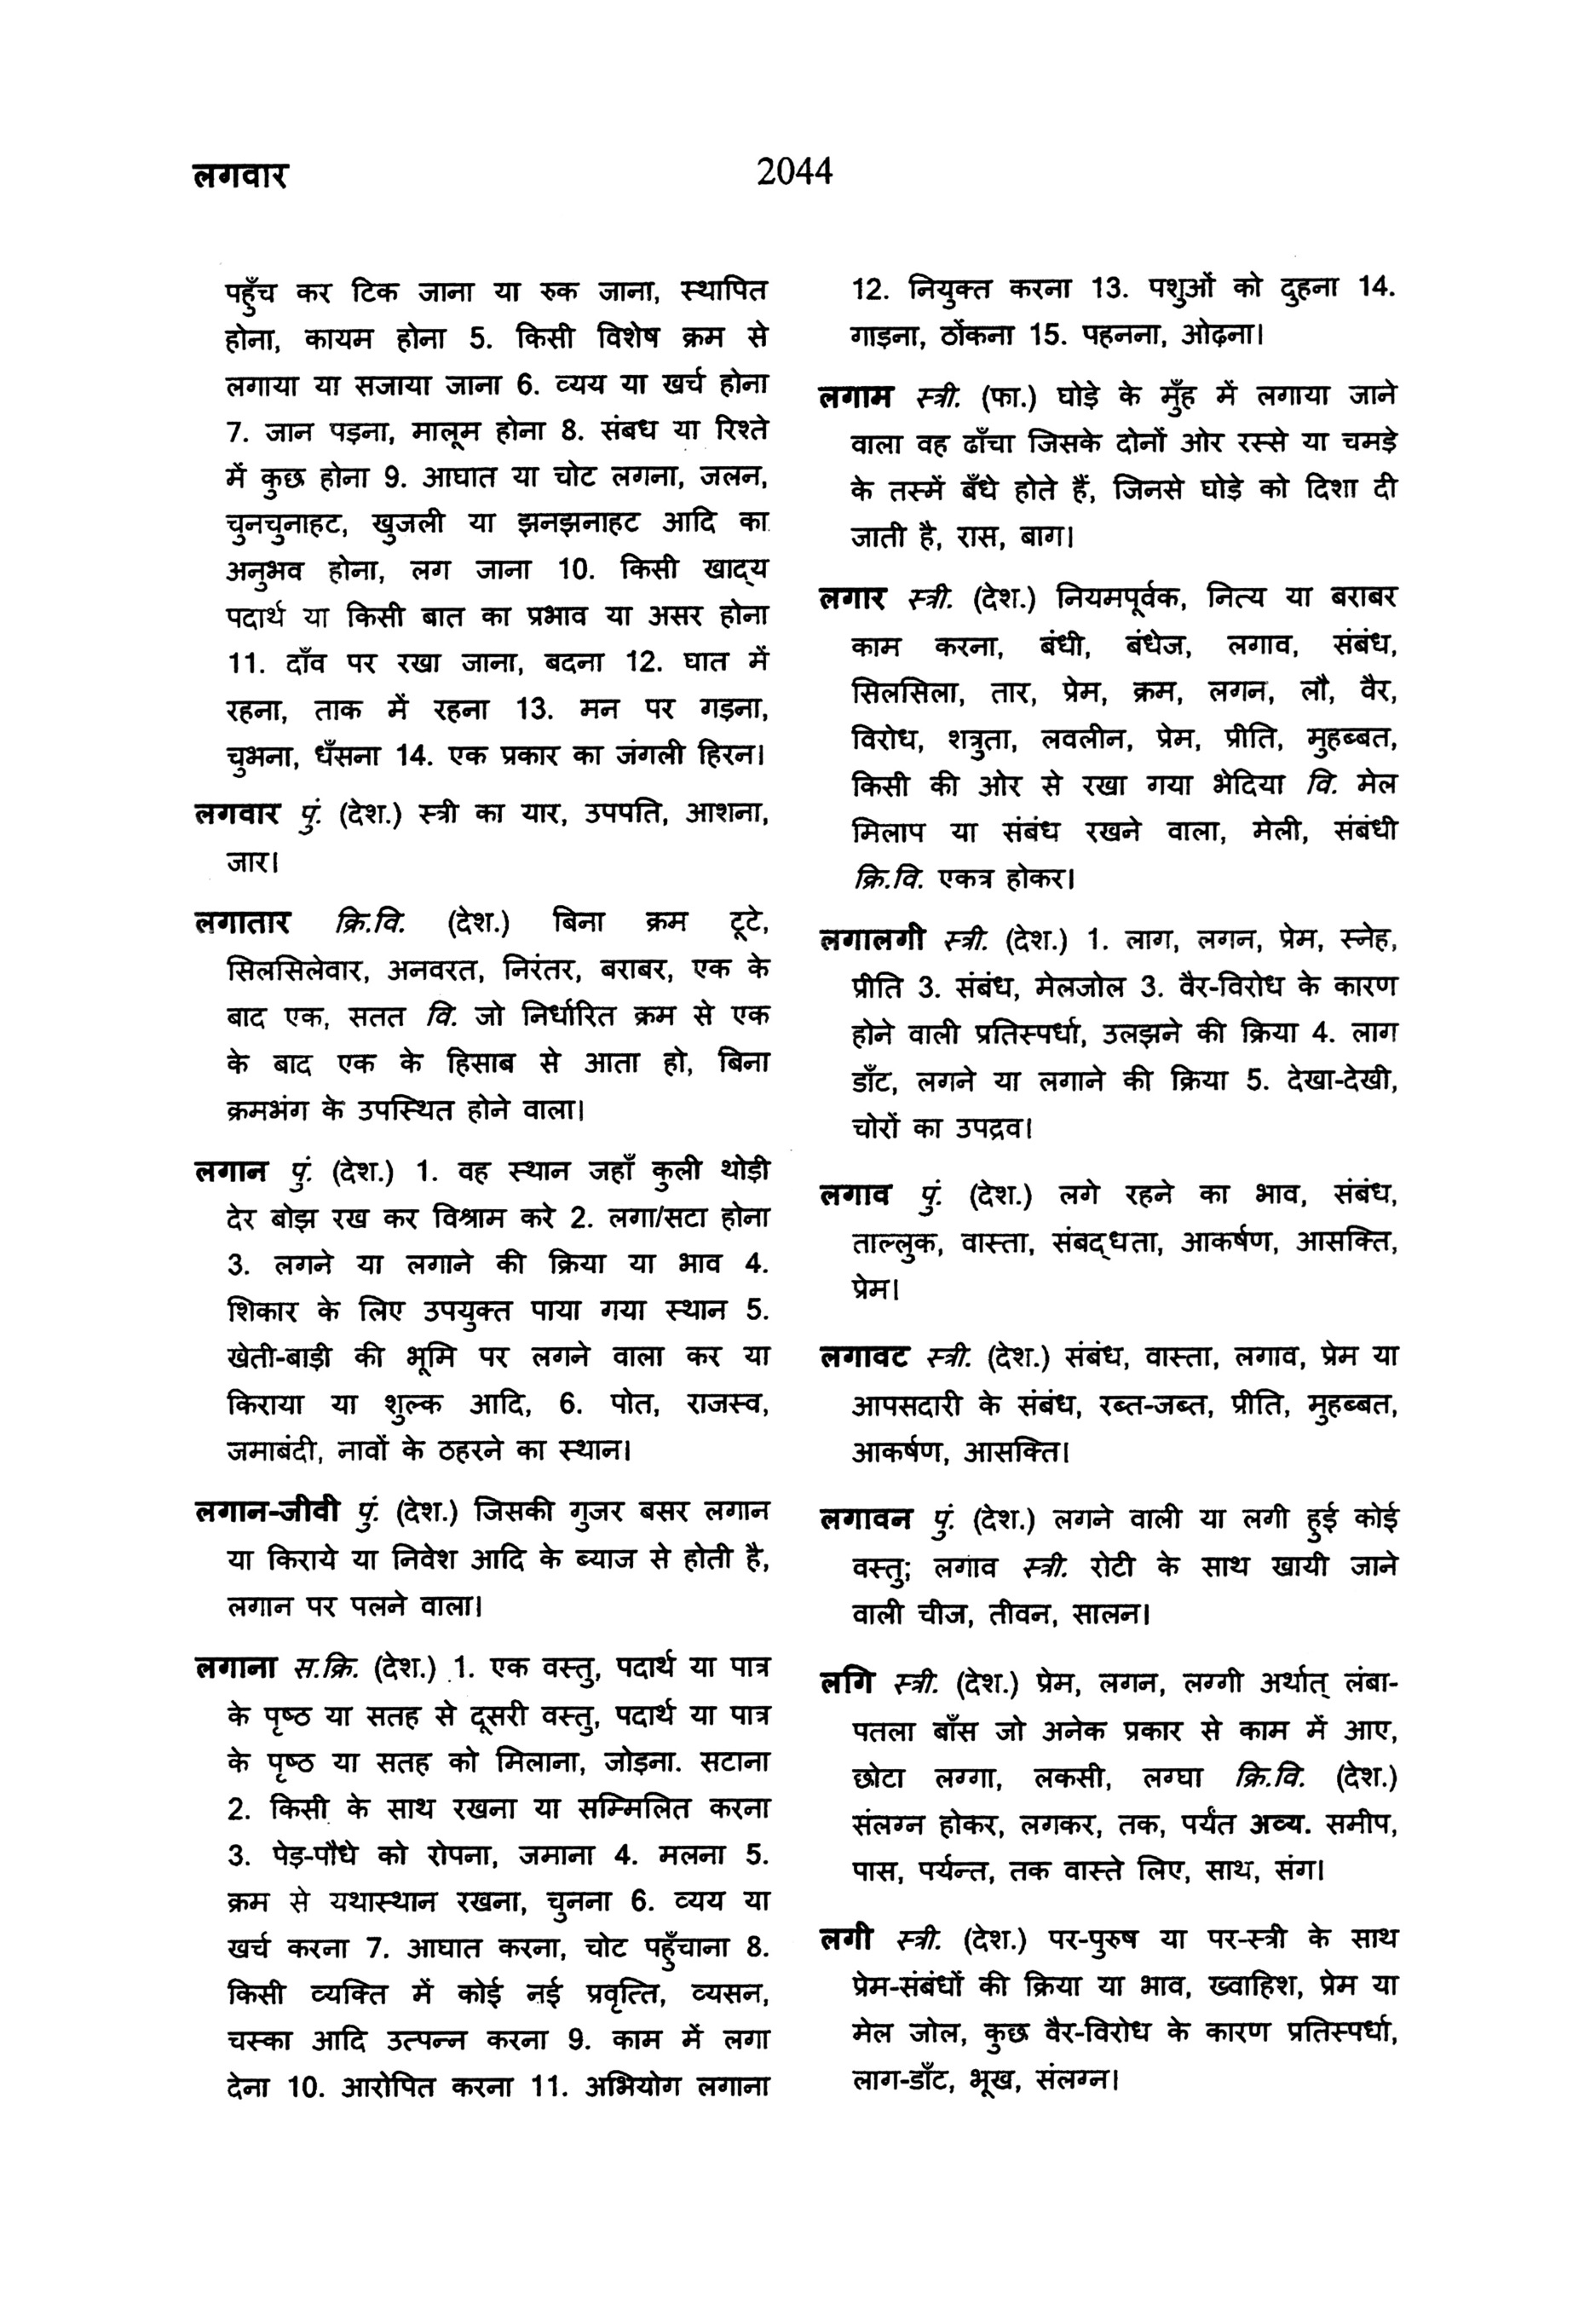 लगवार
2044
पहुँच कर टिक जाना या रुक जाना, स्थापित
होना, कायम होना 5. किसी विशेष क्रम से
लगाया या सजाया जाना 6. व्यय या खर्च होना
7. जान पड़ना, मालूम होना 8. संबध या रिश्ते
में कुछ होना 9. आघात या चोट लगना, जलन,
चुनचुनाहट, खुजली या झनझनाहट आदि का
अनुभव होना, लग जाना 10. किसी खाद्‍य
पदार्थ या किसी बात का प्रभाव या असर होना
11. दाँव पर रखा जाना, बदना 12. घात में
रहना, ताक में रहना 13. मन पर गड़ना,
चुभना, धँसना 14. एक प्रकार का जंगली हिरन।
लगवार पुं. (देश.) स्त्री का यार, उपपति, आशना,
जार।
लगातार क्रि.वि. (देश.) बिना क्रम टूटे,
सिलसिलेवार, अनवरत, निरंतर, बराबर, एक के
बाद एक, सतत वि. जो निर्धारित क्रम से एक
के बाद एक के हिसाब से आता हो, बिना
क्रमभंग के उपस्थित होने वाला।
लगान पुं. (देश.) 1. वह स्थान जहाँ कुली थोड़ी
देर बोझ रख कर विश्राम करे 2. लगा/सटा होना
3. लगने या लगाने की क्रिया या भाव 4.
शिकार के लिए उपयुक्त पाया गया स्थान 5.
खेती-बाड़ी की भूमि पर लगने वाला कर या
किराया या शुल्क आदि, 6. पोत, राजस्व,
जमाबंदी, नावों के ठहरने का स्थान।
लगान-जीवी पुं. (देश.) जिसकी गुजर बसर लगान
या किराये या निवेश आदि के ब्याज से होती है,
लगान पर पलने वाला।
लगाना स.क्रि. (देश.) 1. एक वस्तु, पदार्थ या पात्र
के पृष्ठ या सतह से दूसरी वस्तु, पदार्थ या पात्र
के पृष्ठ या सतह को मिलाना, जोड़ना. सटाना
2. किसी के साथ रखना या सम्मिलित करना
3. पेड़-पौधे को रोपना, जमाना 4. मलना 5.
क्रम से यथास्थान रखना, चुनना 6. व्यय या
खर्च करना 7. आघात करना, चोट पहुँचाना 8.
किसी व्यक्ति में कोई नई प्रवृत्ति, व्यसन,
चस्का आदि उत्पन्न करना 9. काम में लगा
देना 10. आरोपित करना 11. अभियोग लगाना
12. नियुक्त करना 13. पशुओं को दुहना 14.
गाड़ना, ठोंकना 15. पहनना, ओढ़ना।
लगाम स्त्री. (फा.) घोड़े के मुँह में लगाया जाने
वाला वह ढाँचा जिसके दोनों ओर रस्से या चमड़े
के तस्में बँधे होते हैं, जिनसे घोड़े को दिशा दी
जाती है, रास, बाग।
लगार स्त्री. (देश.) नियमपूर्वक, नित्य या बराबर
काम करना, बंधी, बंधेज, लगाव, संबंध,
सिलसिला, तार, प्रेम, क्रम, लगन, लौ, वैर,
विरोध, शत्रुता, लवलीन, प्रेम, प्रीति, मुहब्बत,
किसी की ओर से रखा गया भेदिया वि. मेल
मिलाप या संबंध रखने वाला, मेली, संबंधी
क्रि.वि. एकत्र होकर।
लगालगी स्त्री. (देश.) 1. लाग, लगन, प्रेम, स्नेह,
प्रीति 3. संबंध, मेलजोल 3. वैर-विरोध के कारण
होने वाली प्रतिस्पर्धा, उलझने की क्रिया 4. लाग
डाँट, लगने या लगाने की क्रिया 5. देखा-देखी,
चोरों का उपद्रव।
लगाव पुं. (देश.) लगे रहने का भाव, संबंध,
ताल्लुक, वास्ता, संबद्‍धता, आकर्षण, आसक्ति,
प्रेम।
लगावट स्त्री. (देश.) संबंध, वास्ता, लगाव, प्रेम या
आपसदारी के संबंध, रब्त-जब्त, प्रीति, मुहब्बत,
आकर्षण, आसक्ति।
लगावन पुं. (देश.) लगने वाली या लगी हुई कोई
वस्तु; लगाव स्त्री. रोटी के साथ खायी जाने
वाली चीज, तीवन, सालन।
लगि स्त्री. (देश.) प्रेम, लगन, लग्गी अर्थात् लंबा-
पतला बाँस जो अनेक प्रकार से काम में आए,
छोटा लग्गा, लकसी, लग्घा क्रि.वि. (देश.)
संलग्न होकर, लगकर, तक, पर्यंत अव्य. समीप,
पास, पर्यन्त, तक वास्ते लिए, साथ, संग।
लगी स्त्री. (देश.) पर-पुरुष या पर-स्त्री के साथ
प्रेम-संबंधों की क्रिया या भाव, ख्वाहिश, प्रेम या
मेल जोल, कुछ वैर-विरोध के कारण प्रतिस्पर्धा,
लाग-डाँट, भूख, संलग्न।